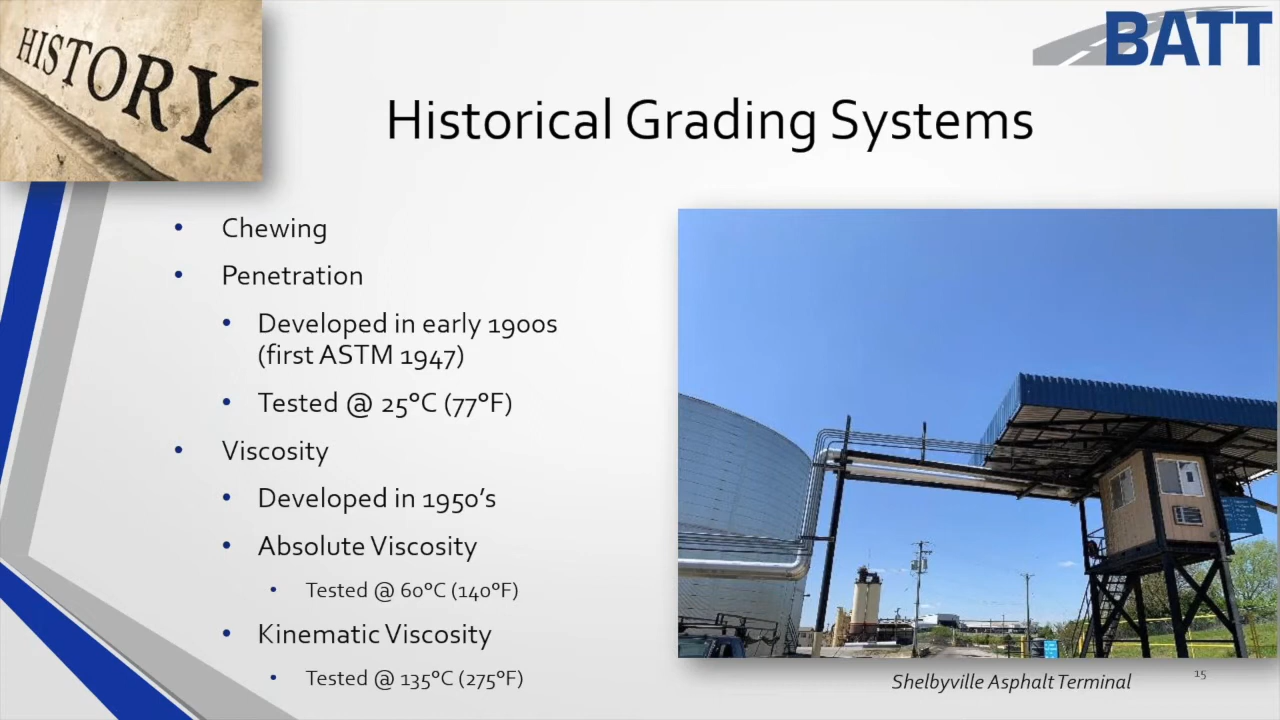 HISTORY
BATT
Historical Grading Systems
• Chewing
• Penetration
• Developed in early 1900s
(first ASTM 1947)
• Tested @ 25°C (77°F)
• Viscosity
• Developed in 1950’s
• Absolute Viscosity
• Tested @ 60°C (140°F)
• Kinematic Viscosity
• Tested @ 135°C (275°F)
Shelbyville Asphalt Terminal
15